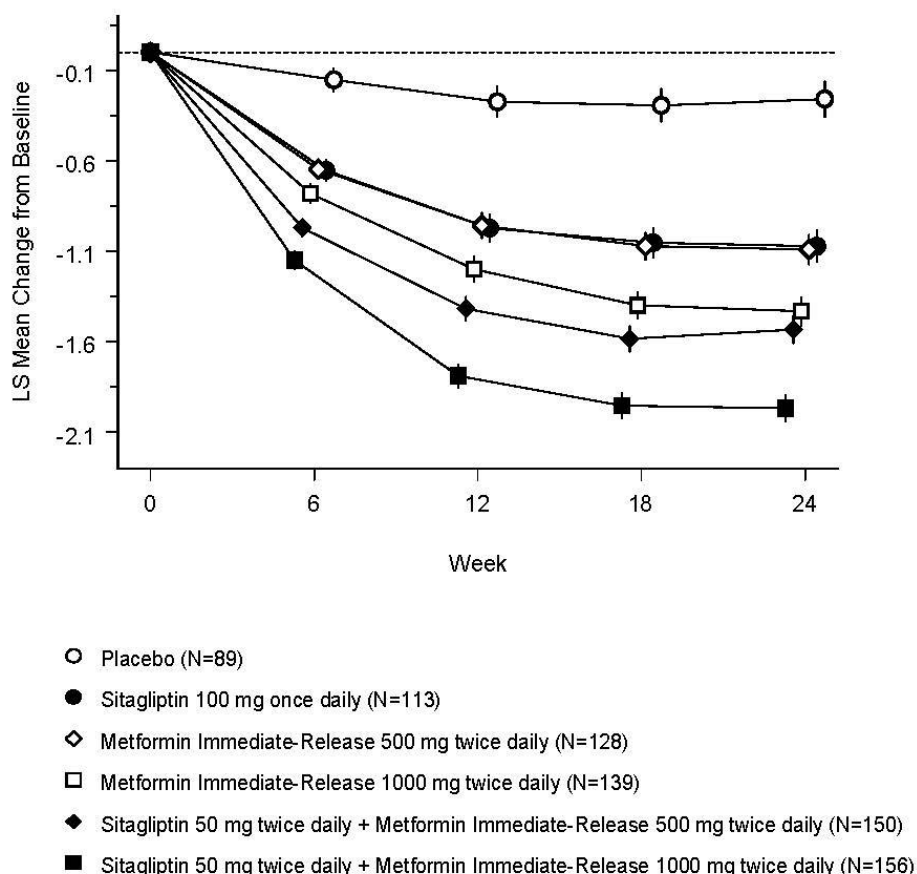 LS Mean Change from Baseline
-0.1
-0.6
-1.1
-1.6
-2.1
0 6 12 18 24
Week
Placebo (N=89)
Sitagliptin 100 mg once daily (N=113)
Metformin Immediate-Release 500 mg twice daily (N=128)
Metformin Immediate-Release 1000 mg twice daily (N=139)
Sitagliptin 50 mg twice daily + Metformin Immediate-Release 500 mg twice daily (N=150)
Sitagliptin 50 mg twice daily + Metformin Immediate-Release 1000 mg twice daily (N=156)